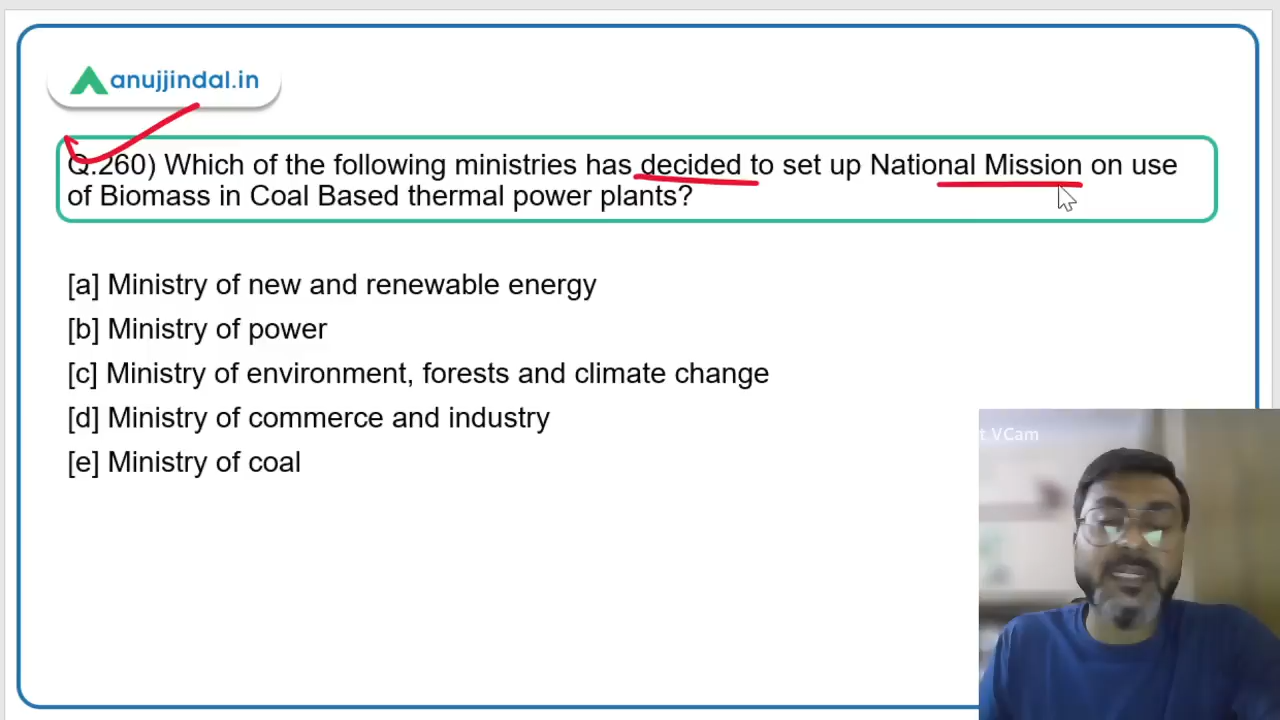 anujjindal.in
Q.260) Which of the following ministries has decided to set up National Mission on use
of Biomass in Coal Based thermal power plants?
[a] Ministry of new and renewable energy
[b] Ministry of power
[c] Ministry of environment, forests and climate change
[d] Ministry of commerce and industry
[e] Ministry of coal
t VCam